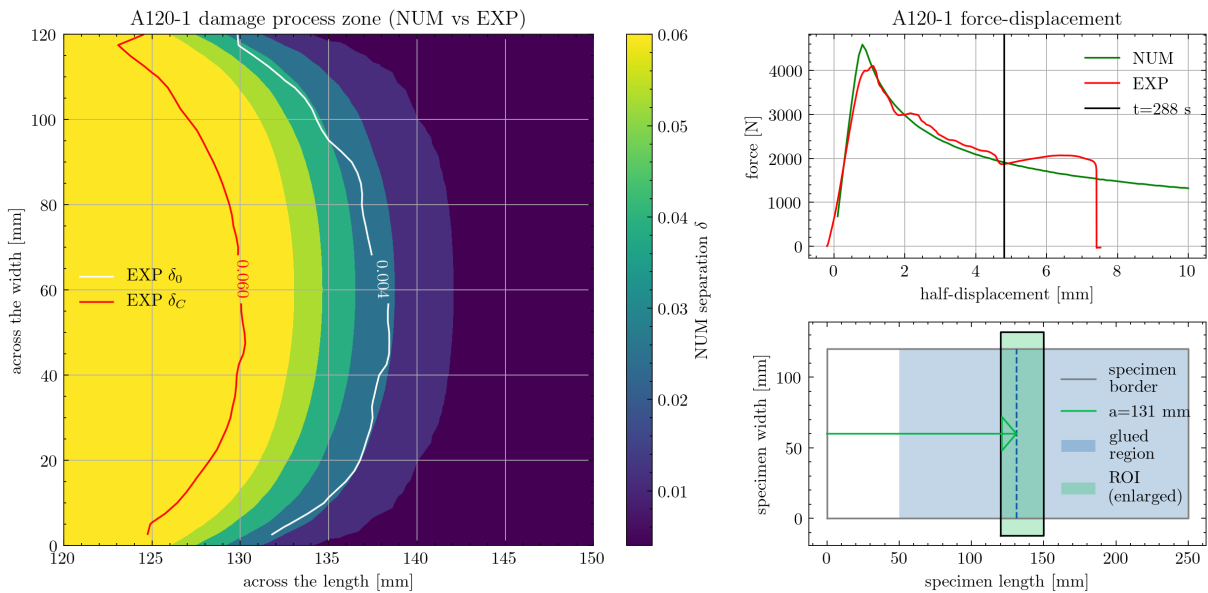 A120-1 damage process zone (NUM vs EXP)
120
100
80
60
40
20
0
across the width [mm]
EXP δ0
EXP δC
0.060
0.004
120
125
130
135
140
145
150
across the length [mm]
0.06
0.05
0.04
0.03
0.02
0.01
NUM separation δ
A120-1 force-displacement
4000
3000
2000
1000
0
force [N]
NUM
EXP
t=288 s
0
2
4
6
8
10
half-displacement [mm]
100
50
0
specimen width [mm]
specimen
border
a=131 mm
glued
region
ROI
(enlarged)
0
50
100
150
200
250
specimen length [mm]